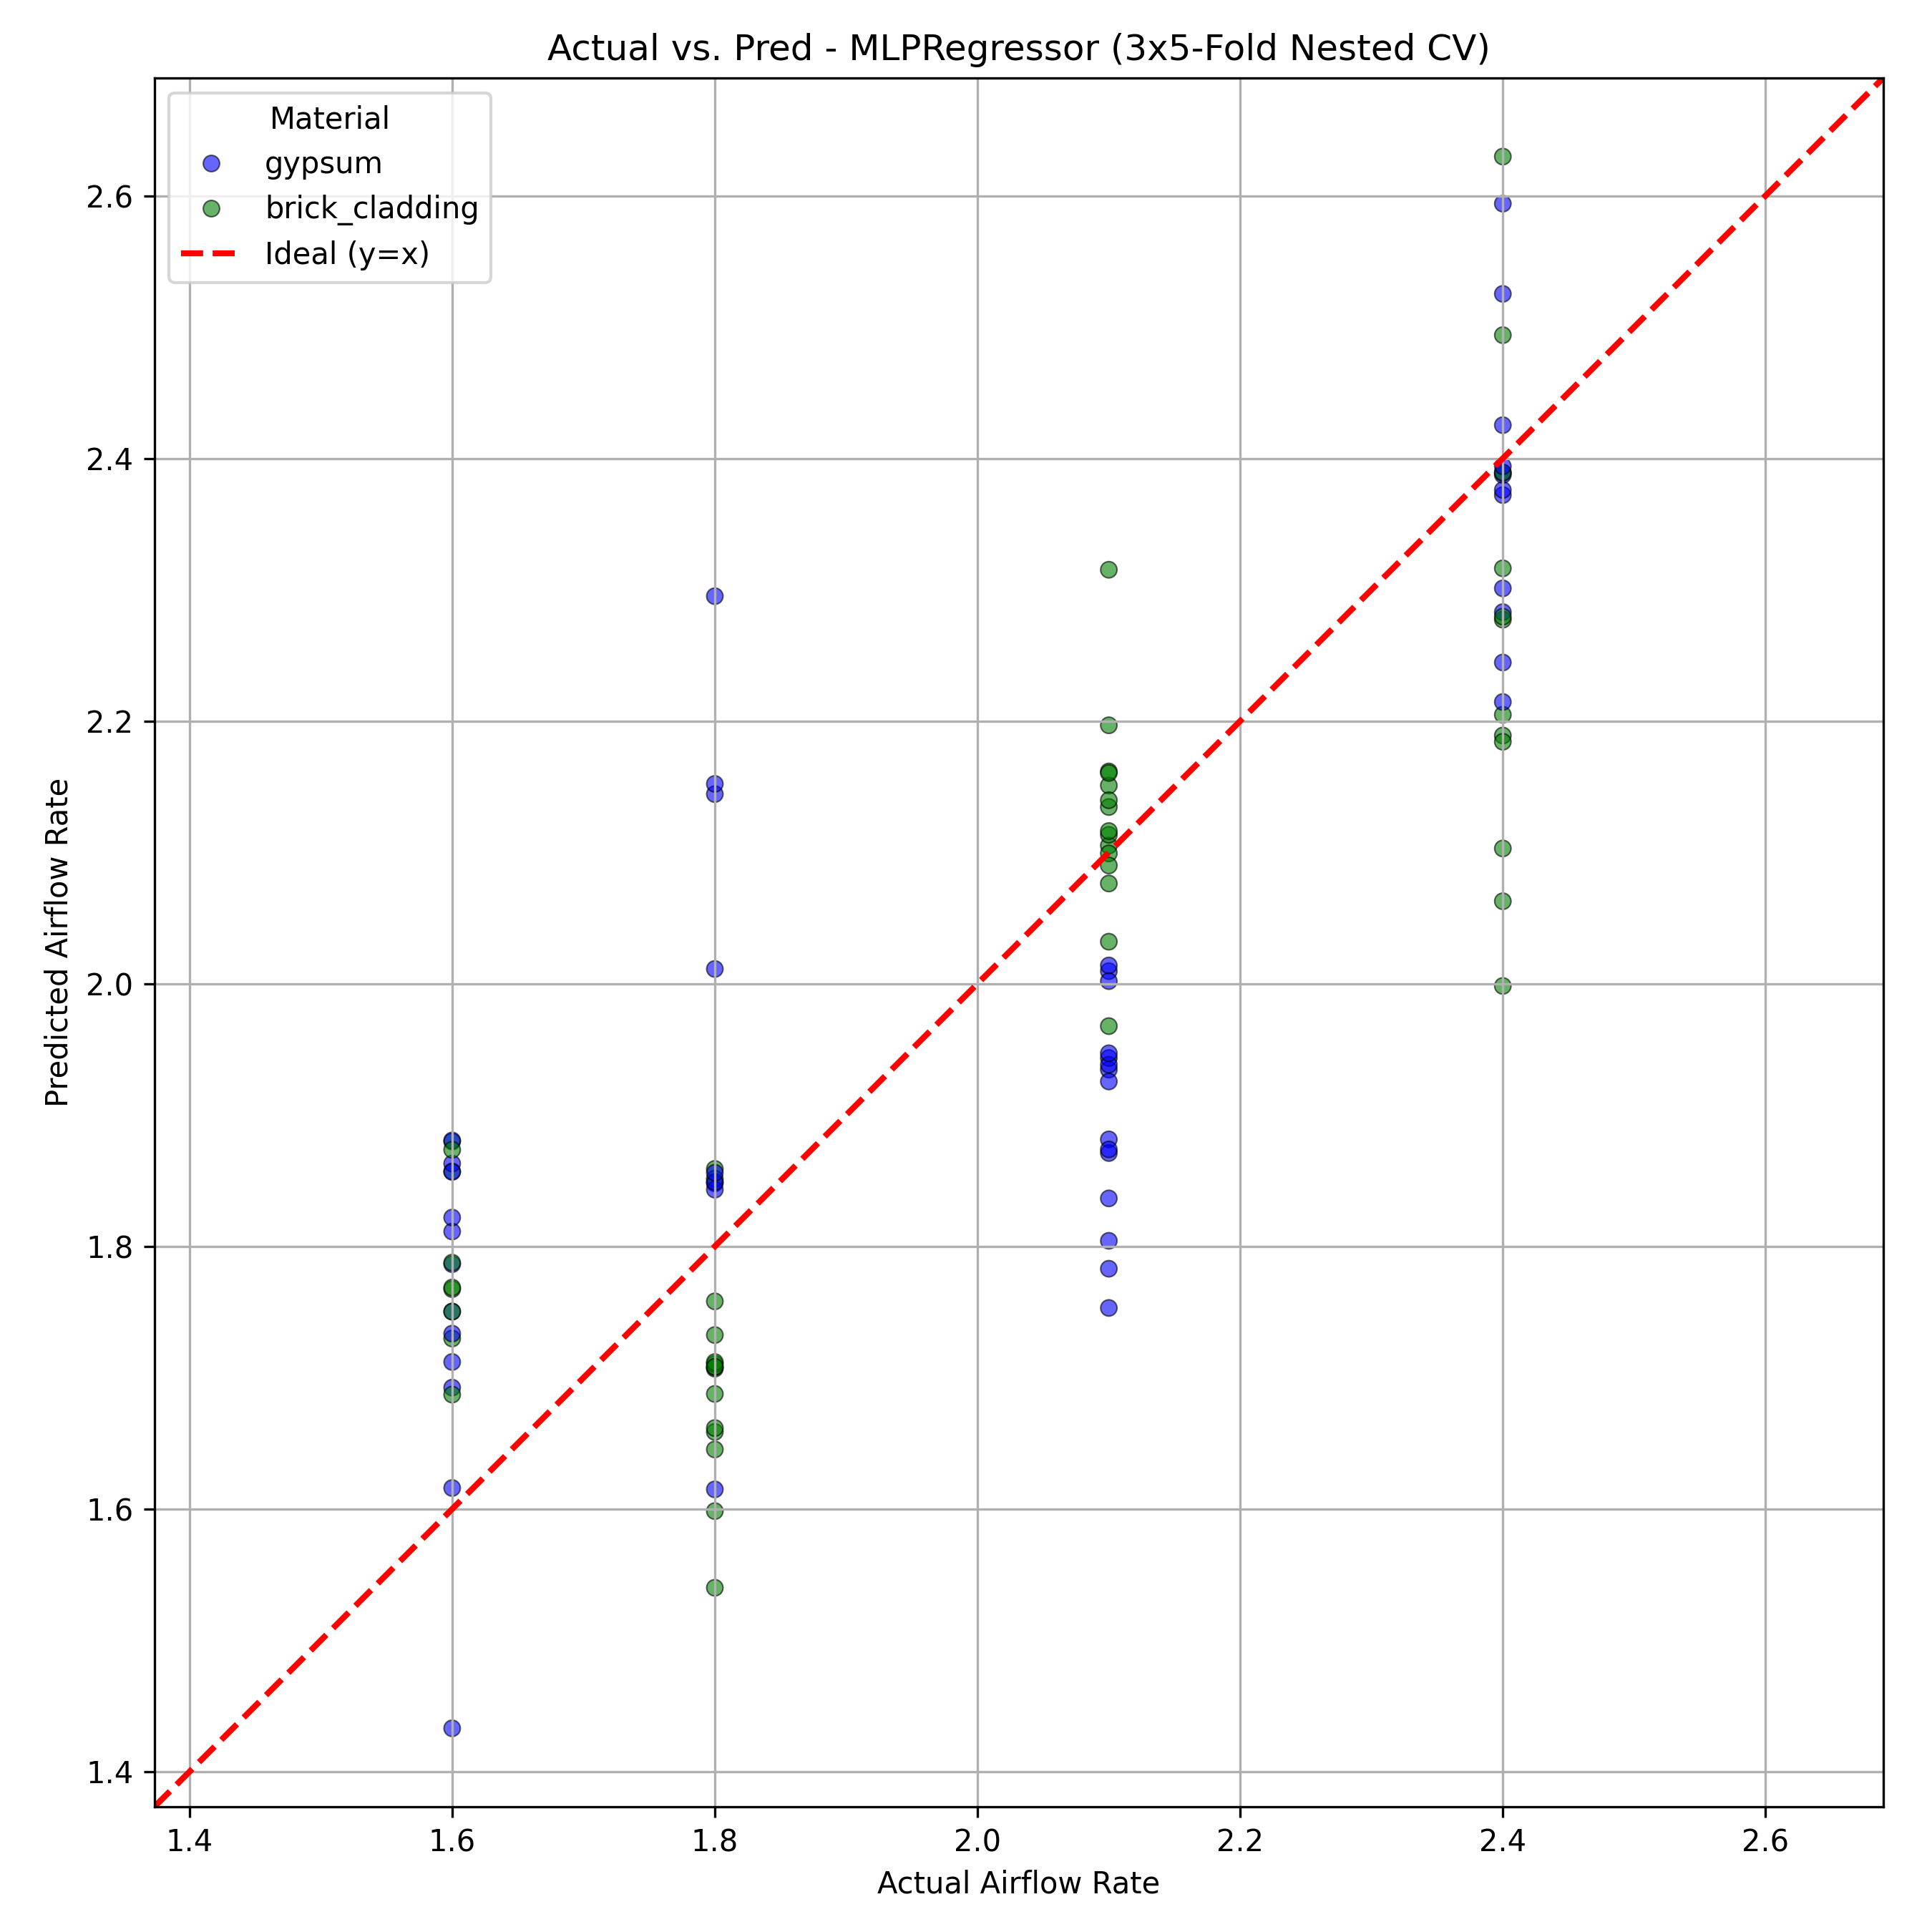 Actual vs. Pred - MLPRegressor (3x5-Fold Nested CV)
Material
gypsum
brick_cladding
Ideal (y=x)
2.6
2.4
2.2
2.0
1.8
1.6
1.4
Predicted Airflow Rate
1.4 1.6 1.8 2.0 2.2 2.4 2.6
Actual Airflow Rate